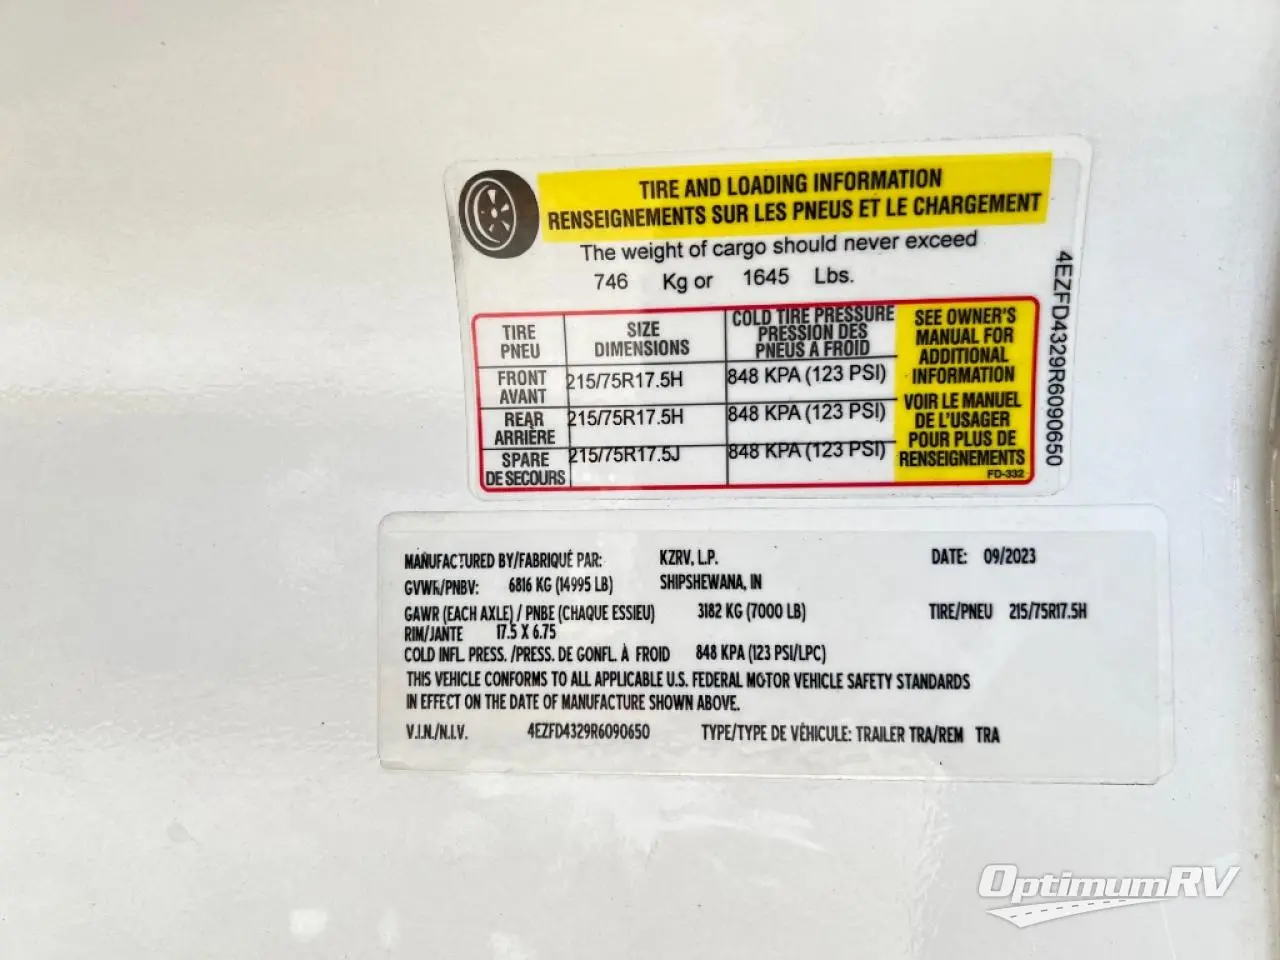 TIRE AND LOADING INFORMATION
RENSEIGNEMENTS SUR LES PNEUS ET LE CHARGEMENT
The weight of cargo should never exceed
746 Kg or 1645 Lbs.
TIRE
PNEU
SIZE
DIMENSIONS
COLD TIRE PRESSURE
PRESSION DES
PNEUS A FROID
FRONT
AVANT
215/75R17.5H
848 KPA (123 PSI)
REAR
ARRIÈRE
215/75R17.5H
848 KPA (123 PSI)
SPARE
DE SECOURS
215/75R17.5J
848 KPA (123 PSI)
SEE OWNER'S
MANUAL FOR
ADDITIONAL
INFORMATION
VOIR LE MANUEL
DE L'USAGER
POUR PLUS DE
RENSEIGNEMENTS
FD-332
4EZFD4329R6090650
MANUFACTURED BY/FABRIQUÉ PAR: KZRV, L.P. DATE: 09/2023
GVWR/PNBV: 6816 KG (14995 LB) SHIPSHEWANA, IN
GAWR (EACH AXLE) / PNBE (CHAQUE ESSIEU) 3182 KG (7000 LB) TIRE/PNEU 215/75R17.5H
RIM/JANTE 17.5 X 6.75
COLD INFL. PRESS. /PRESS. DE GONFL. À FROID 848 KPA (123 PSI/LPC)
THIS VEHICLE CONFORMS TO ALL APPLICABLE U.S. FEDERAL MOTOR VEHICLE SAFETY STANDARDS
IN EFFECT ON THE DATE OF MANUFACTURE SHOWN ABOVE.
V.I.N./N.I.V. 4EZFD4329R6090650 TYPE/TYPE DE VÉHICULE: TRAILER TRA/REM TRA
OptimumRV